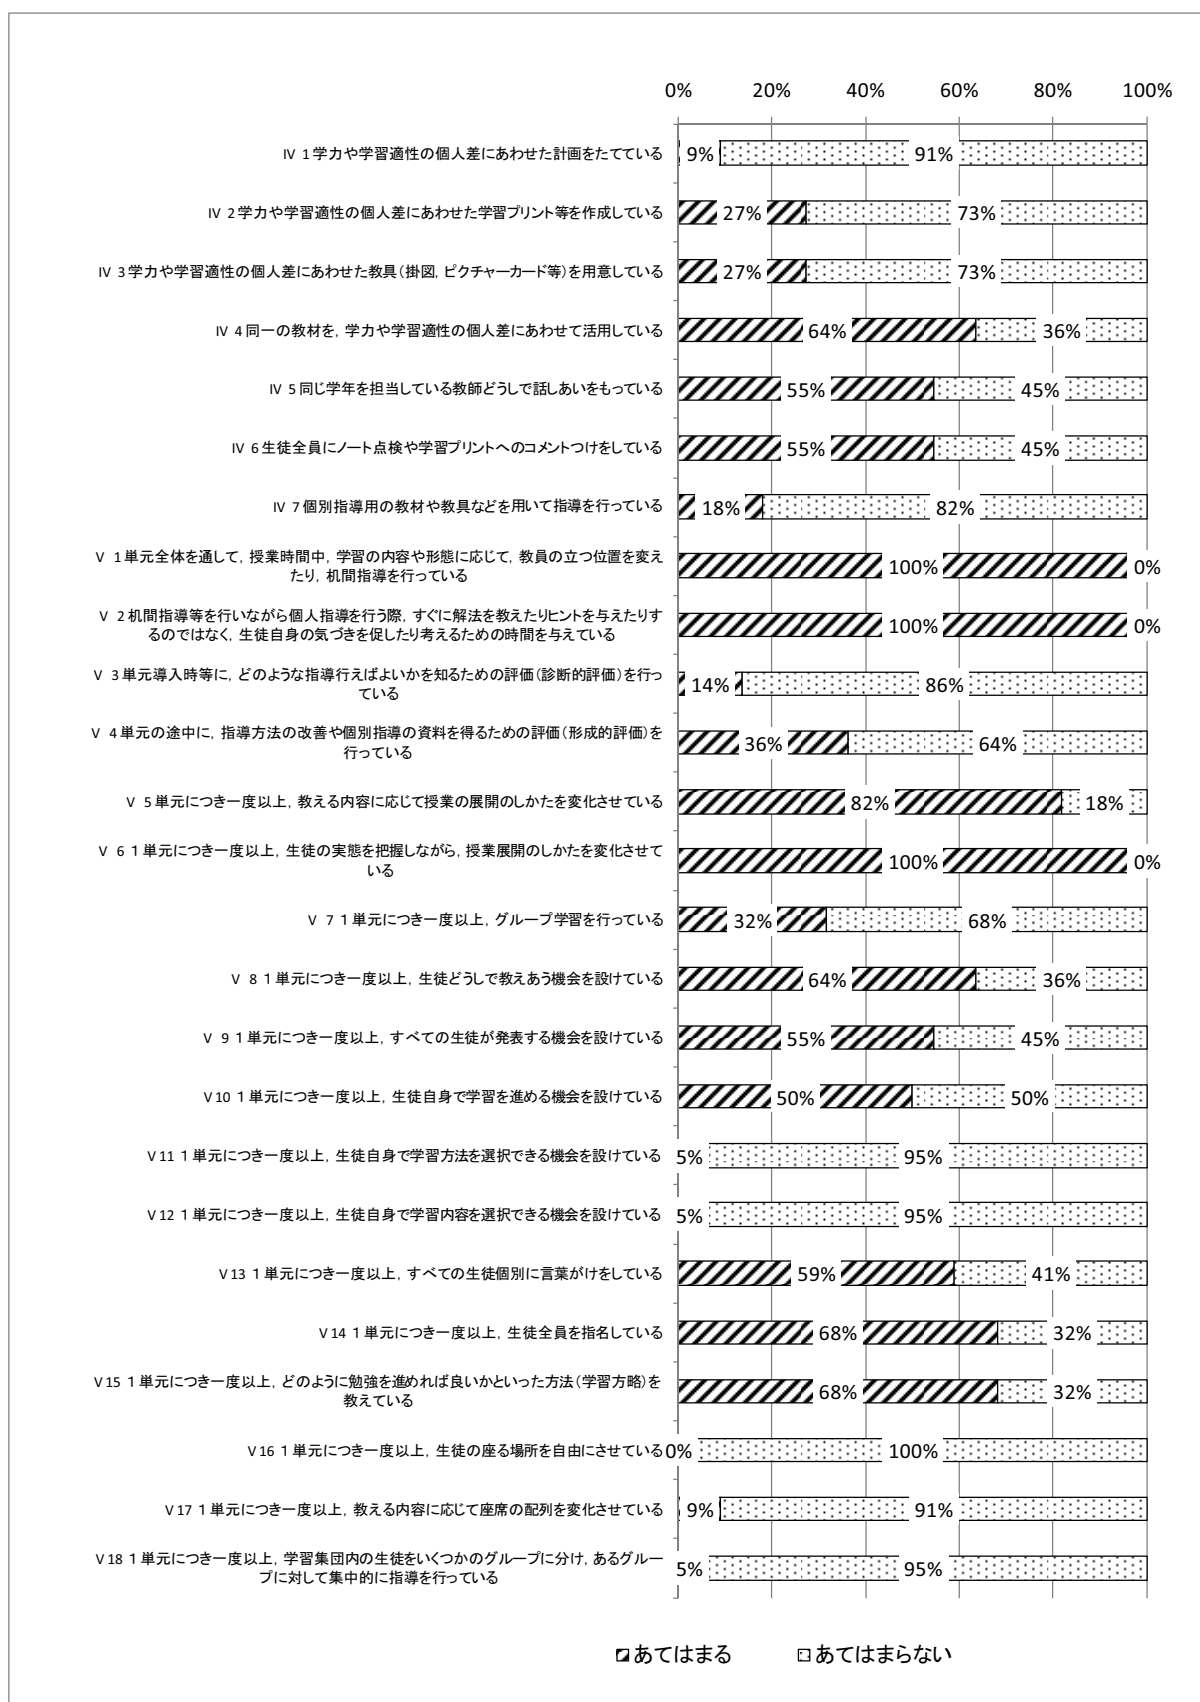 0% 20% 40% 60% 80% 100%
Ⅳ 1 学力や学習適性の個人差にあわせた計画をたてている 9% 91%
Ⅳ 2 学力や学習適性の個人差にあわせた学習プリント等を作成している 27% 73%
Ⅳ 3 学力や学習適性の個人差にあわせた教具（掛図，ピクチャーカード等）を用意している 27% 73%
Ⅳ 4 同一の教材を，学力や学習適性の個人差にあわせて活用している 64% 36%
Ⅳ 5 同じ学年を担当している教師どうしで話しあいをもっている 55% 45%
Ⅳ 6 生徒全員にノート点検や学習プリントへのコメントつけをしている 55% 45%
Ⅳ 7 個別指導用の教材や教具などを用いて指導を行っている 18% 82%
Ⅴ 1 単元全体を通して，授業時間中，学習の内容や形態に応じて，教員の立つ位置を変え
たり，机間指導を行っている 100% 0%
Ⅴ 2 机間指導等を行いながら個人指導を行う際，すぐに解法を教えたりヒントを与えたりす
るのではなく，生徒自身の気づきを促したり考えるための時間を与えている 100% 0%
Ⅴ 3 単元導入時等に，どのような指導行えばよいかを知るための評価（診断的評価）を行っ
ている 14% 86%
Ⅴ 4 単元の途中に，指導方法の改善や個別指導の資料を得るための評価（形成的評価）を
行っている 36% 64%
Ⅴ 5 単元につき一度以上，教える内容に応じて授業の展開のしかたを変化させている 82% 18%
Ⅴ 6 １単元につき一度以上，生徒の実態を把握しながら，授業展開のしかたを変化させて
いる 100% 0%
Ⅴ 7 １単元につき一度以上，グループ学習を行っている 32% 68%
Ⅴ 8 １単元につき一度以上，生徒どうしで教えあう機会を設けている 64% 36%
Ⅴ 9 １単元につき一度以上，すべての生徒が発表する機会を設けている 55% 45%
Ⅴ10 １単元につき一度以上，生徒自身で学習を進める機会を設けている 50% 50%
Ⅴ11 １単元につき一度以上，生徒自身で学習方法を選択できる機会を設けている 5% 95%
Ⅴ12 １単元につき一度以上，生徒自身で学習内容を選択できる機会を設けている 5% 95%
Ⅴ13 １単元につき一度以上，すべての生徒個別に言葉がけをしている 59% 41%
Ⅴ14 １単元につき一度以上，生徒全員を指名している 68% 32%
Ⅴ15 １単元につき一度以上，どのように勉強を進めれば良いかといった方法（学習方略）を
教えている 68% 32%
Ⅴ16 １単元につき一度以上，生徒の座る場所を自由にさせている 0% 100%
Ⅴ17 １単元につき一度以上，教える内容に応じて座席の配列を変化させている 9% 91%
Ⅴ18 １単元につき一度以上，学習集団内の生徒をいくつかのグループに分け，あるグルー
プに対して集中的に指導を行っている 5% 95%
あてはまる あてはまらない